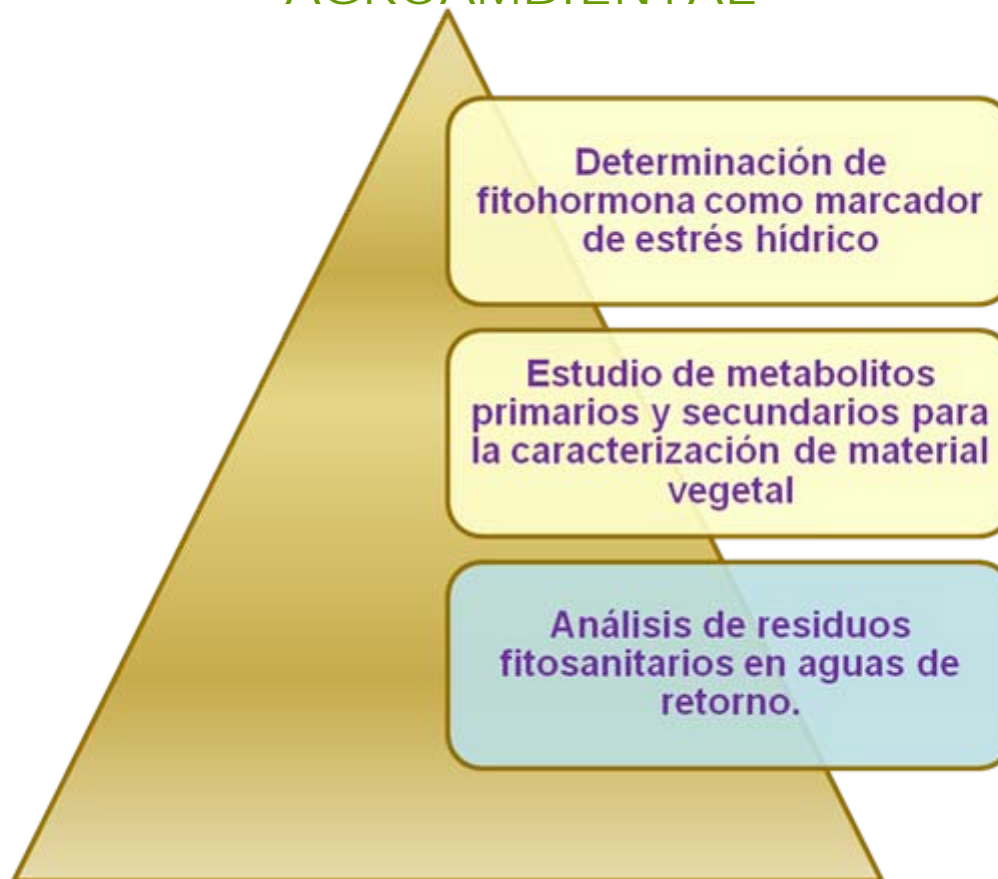 AGROAMBIENTAL
Determinación de
fitohormona como marcador
de estrés hídrico
Estudio de metabolitos
primarios y secundarios para
la caracterización de material
vegetal
Análisis de residuos
fitosanitarios en aguas de
retorno.